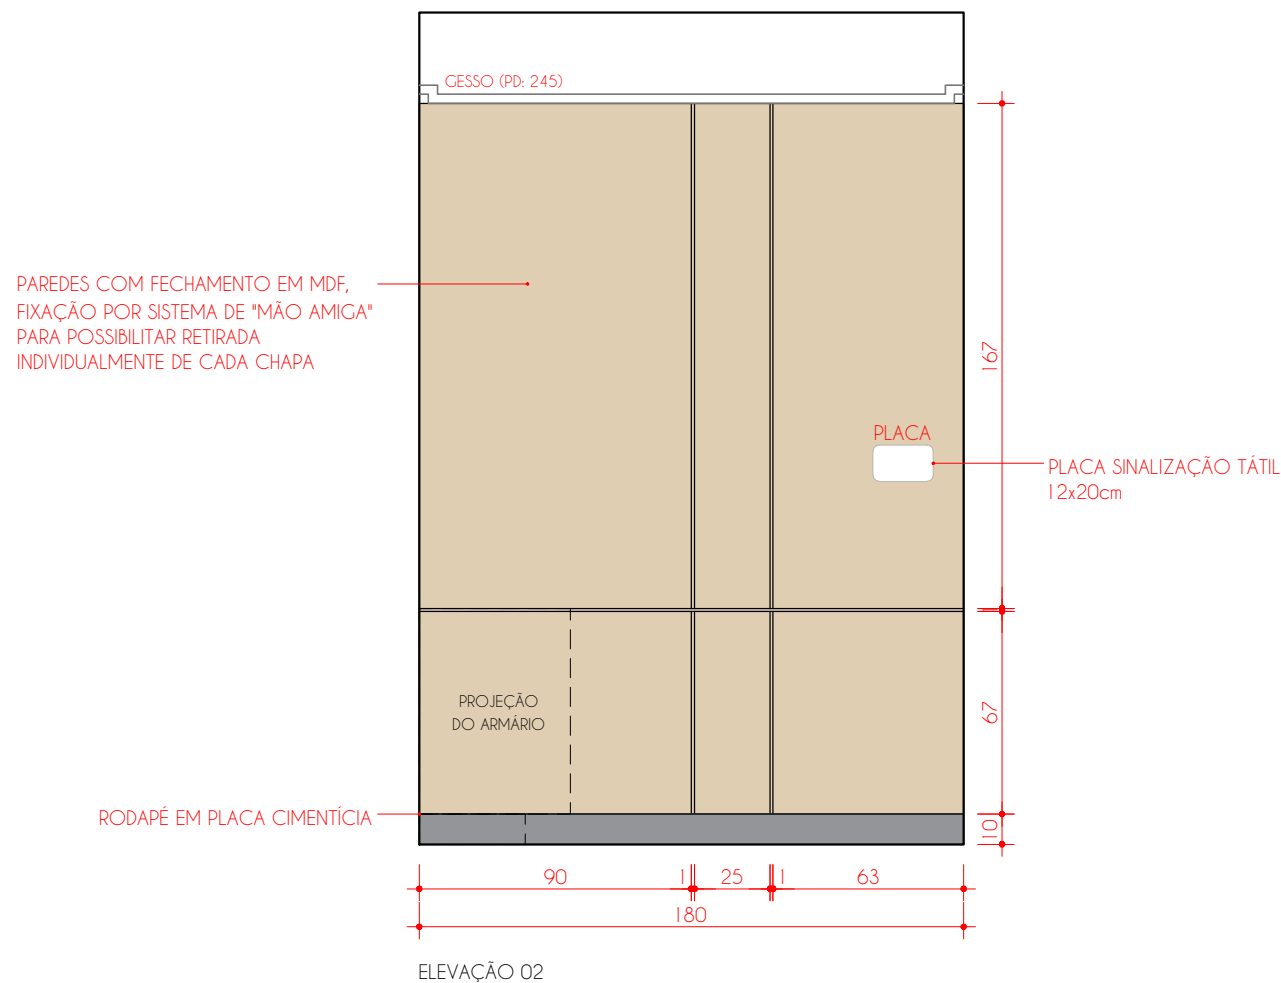 GESSO (PD: 245)
PAREDES COM FECHAMENTO EM MDF,
FIXAÇÃO POR SISTEMA DE "MÃO AMIGA"
PARA POSSIBILITAR RETIRADA
INDIVIDUALMENTE DE CADA CHAPA
167
PLACA
PLACA SINALIZAÇÃO TÁTIL
12x20cm
1
PROJEÇÃO
DO ARMÁRIO
67
RODAPÉ EM PLACA CIMENTÍCIA
10
90 1 25 1 63
180
ELEVAÇÃO 02